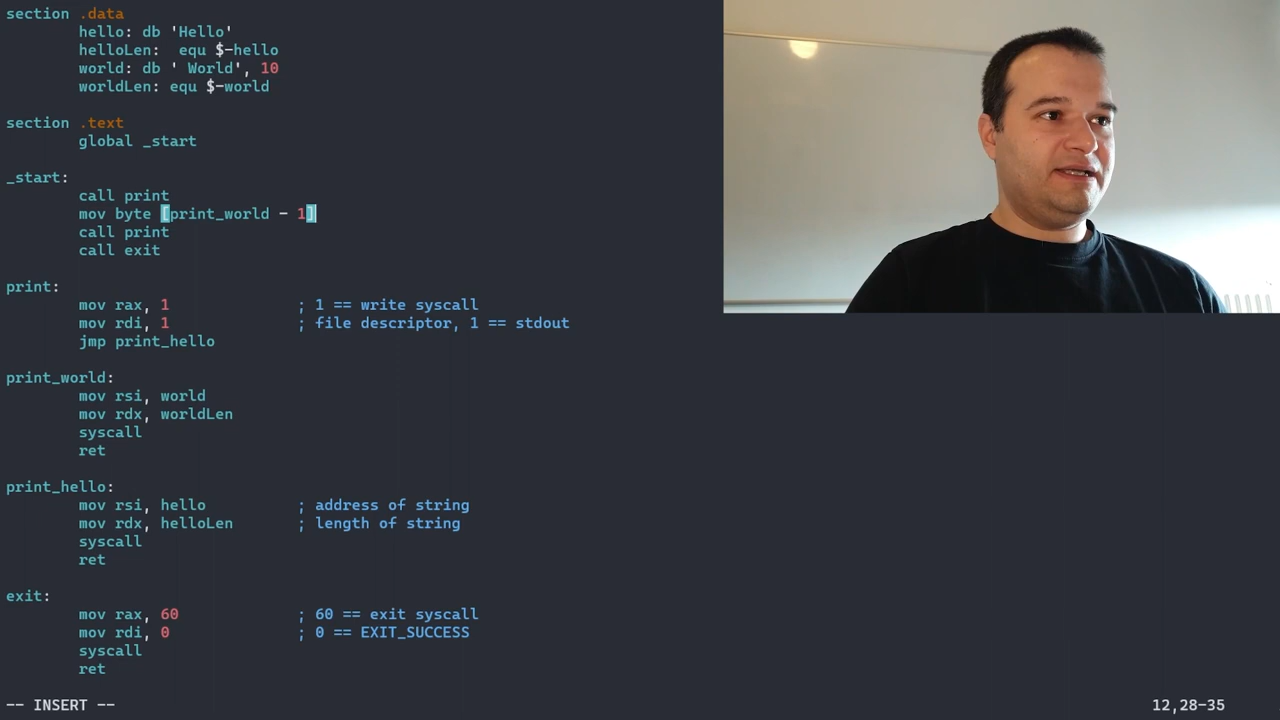 section .data
hello: db 'Hello'
helloLen:  equ $-hello
world: db ' World', 10
worldLen: equ $-world
section .text
global _start
_start:
call print
mov byte [print_world - 1]
call print
call exit
print:
mov rax, 1 ; 1 == write syscall
mov rdi, 1 ; file descriptor, 1 == stdout
jmp print_hello
print_world:
mov rsi, world
mov rdx, worldLen
syscall
ret
print_hello:
mov rsi, hello ; address of string
mov rdx, helloLen ; length of string
syscall
ret
exit:
mov rax, 60 ; 60 == exit syscall
mov rdi, 0 ; 0 == EXIT_SUCCESS
syscall
ret
-- INSERT -- 12,28-35